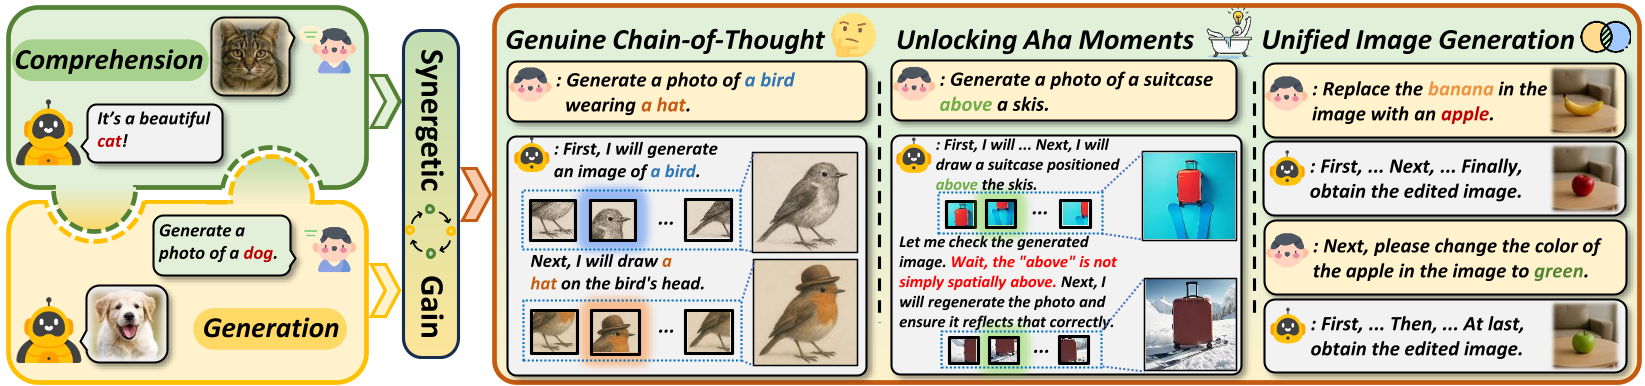 Comprehension
It's a beautiful
cat!
Generate a
photo of a dog.
Generation
Synergetic
Gain
Genuine Chain-of-Thought
: Generate a photo of a bird
wearing a hat.
: First, I will generate
an image of a bird.
...
Next, I will draw a
hat on the bird's head.
...
Unlocking Aha Moments
: Generate a photo of a suitcase
above a skis.
: First, I will ... Next, I will
draw a suitcase positioned
above the skis.
...
Let me check the generated
image. Wait, the "above" is not
simply spatially above. Next, I
will regenerate the photo and
ensure it reflects that correctly.
...
Unified Image Generation
: Replace the banana in the
image with an apple.
: First, ... Next, ... Finally,
obtain the edited image.
: Next, please change the color of
the apple in the image to green.
: First, ... Then, ... At last,
obtain the edited image.